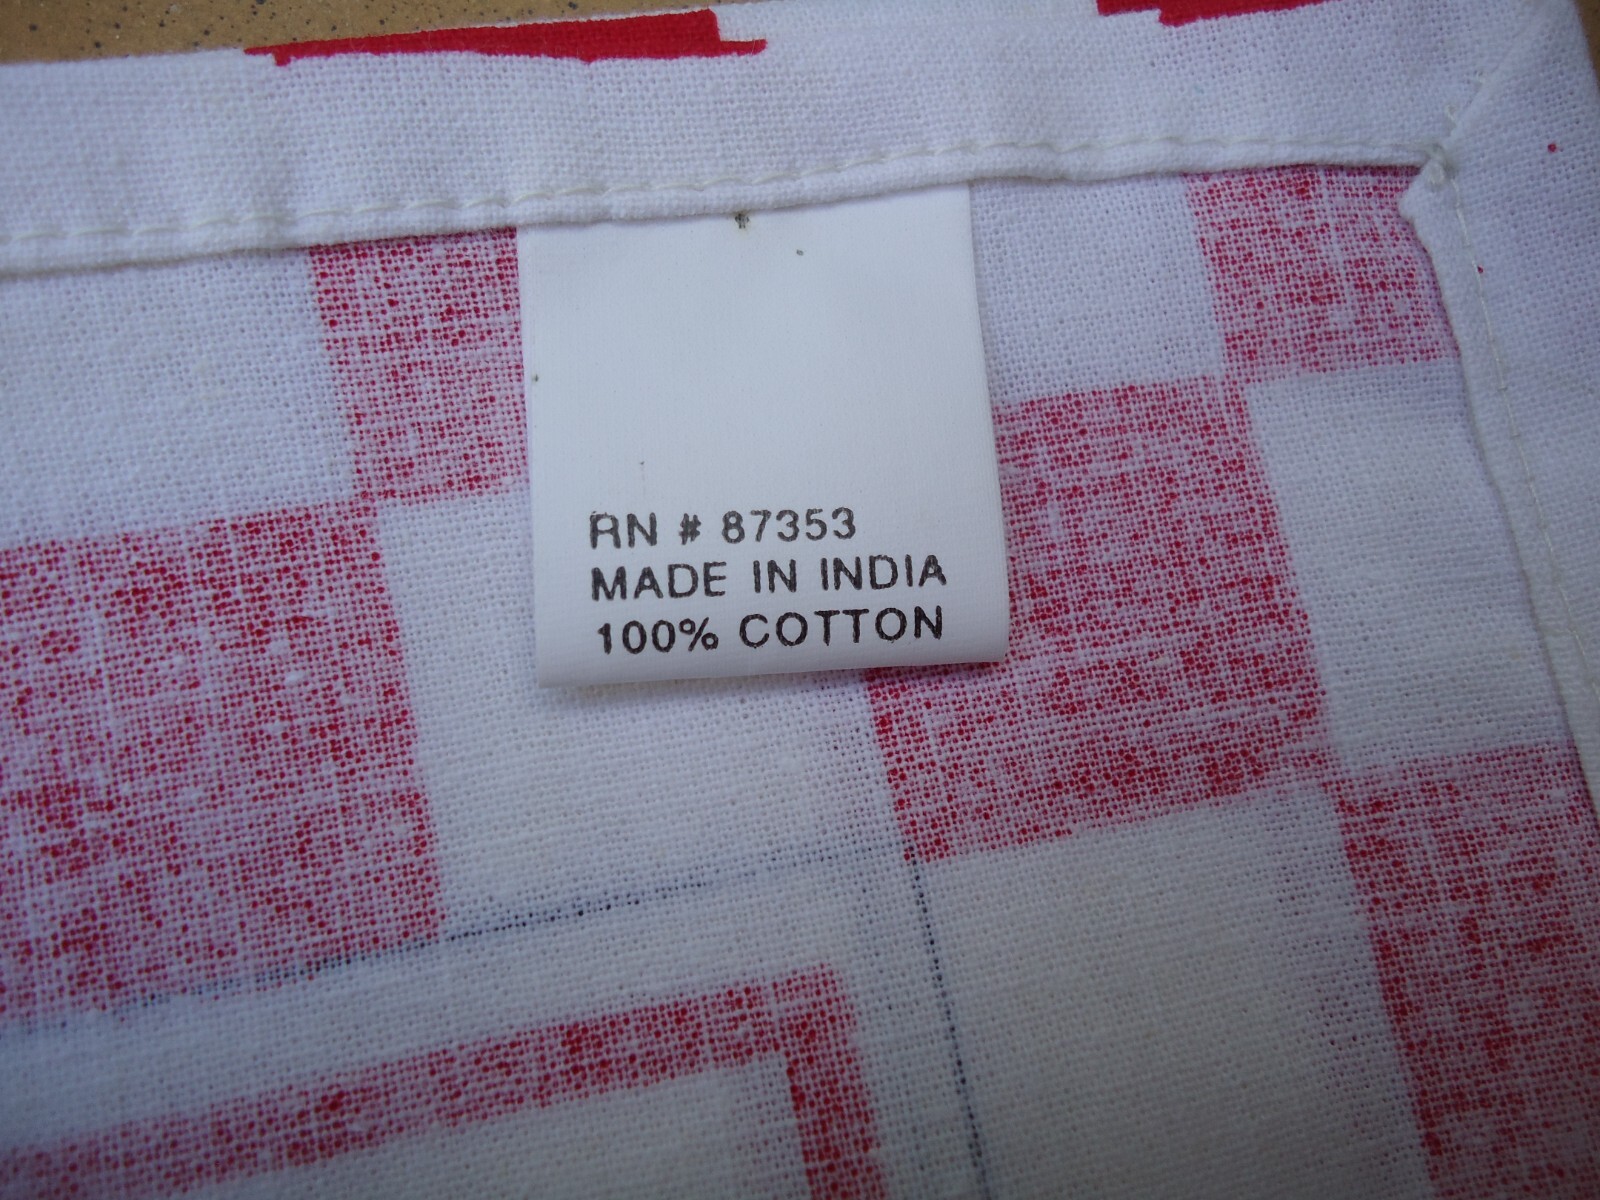 RN # 87353
MADE IN INDIA
100% COTTON